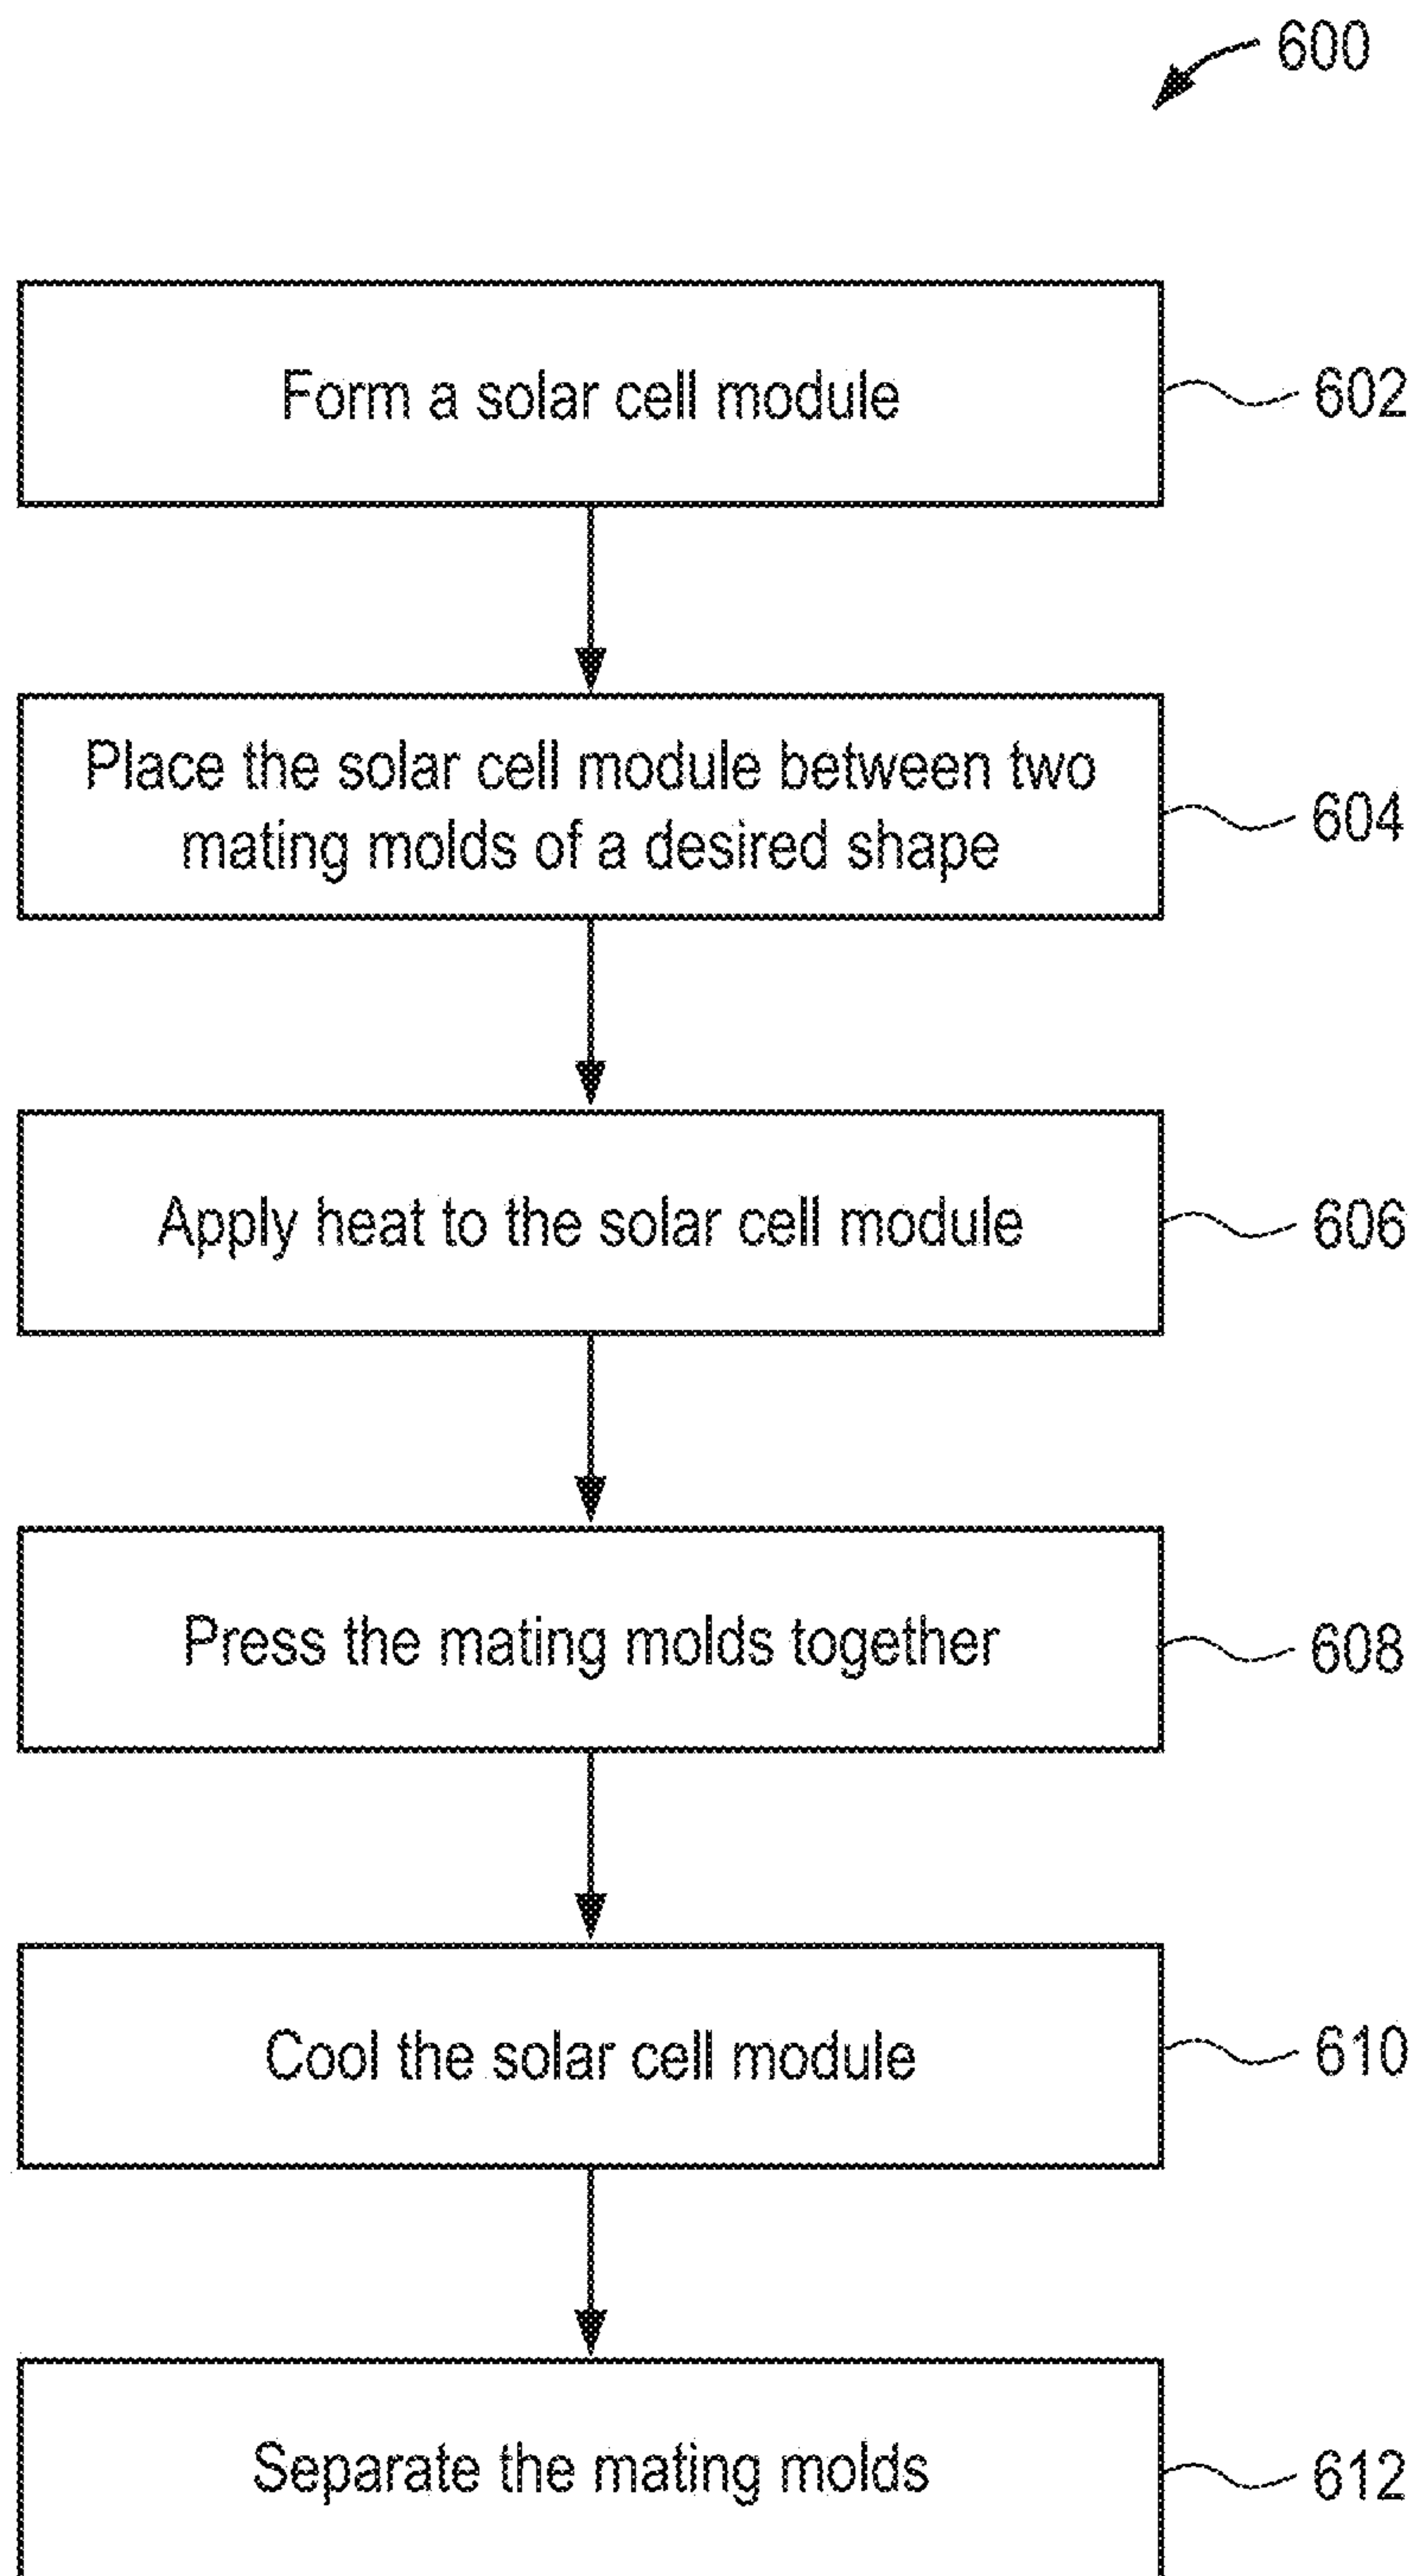 600
Form a solar cell module
602
Place the solar cell module between two
mating molds of a desired shape
604
Apply heat to the solar cell module
606
Press the mating molds together
608
Cool the solar cell module
610
Separate the mating molds
612